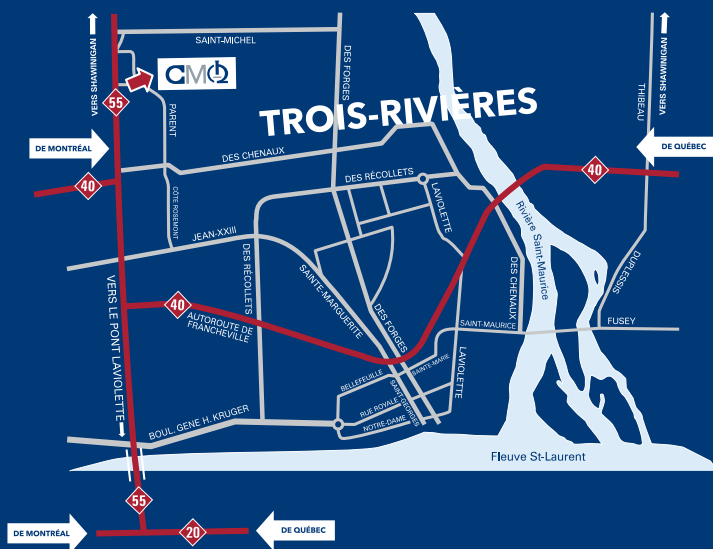 VERS SHAWINIGAN
SAINT-MICHEL
DES FORGES
VERS SHAWINIGAN
CMQ
55
PARENT
THIBEAU
TROIS-RIVIÈRES
DE MONTRÉAL
DE QUÉBEC
DES CHENAUX
40
40
DES RÉCOLLETS
LAVIOLETTE
CÔTE ROSEMONT
Rivière Saint-Maurice
JEAN-XXIII
DES RÉCOLLETS
SAINTE-MARGUERITE
DES CHENAUX
DUPLESSIS
VERS LE PONT LAVIOLETTE
40
AUTOROUTE DE
FRANCHEVILLE
DES FORGES
SAINT-MAURICE
FUSEY
LAVIOLETTE
SAINTE-MARIE
BELLEFEUILLE
SAINT-GEORGES
RUE ROYALE
NOTRE-DAME
BOUL. GENE H. KRUGER
Fleuve St-Laurent
55
DE MONTRÉAL
20
DE QUÉBEC